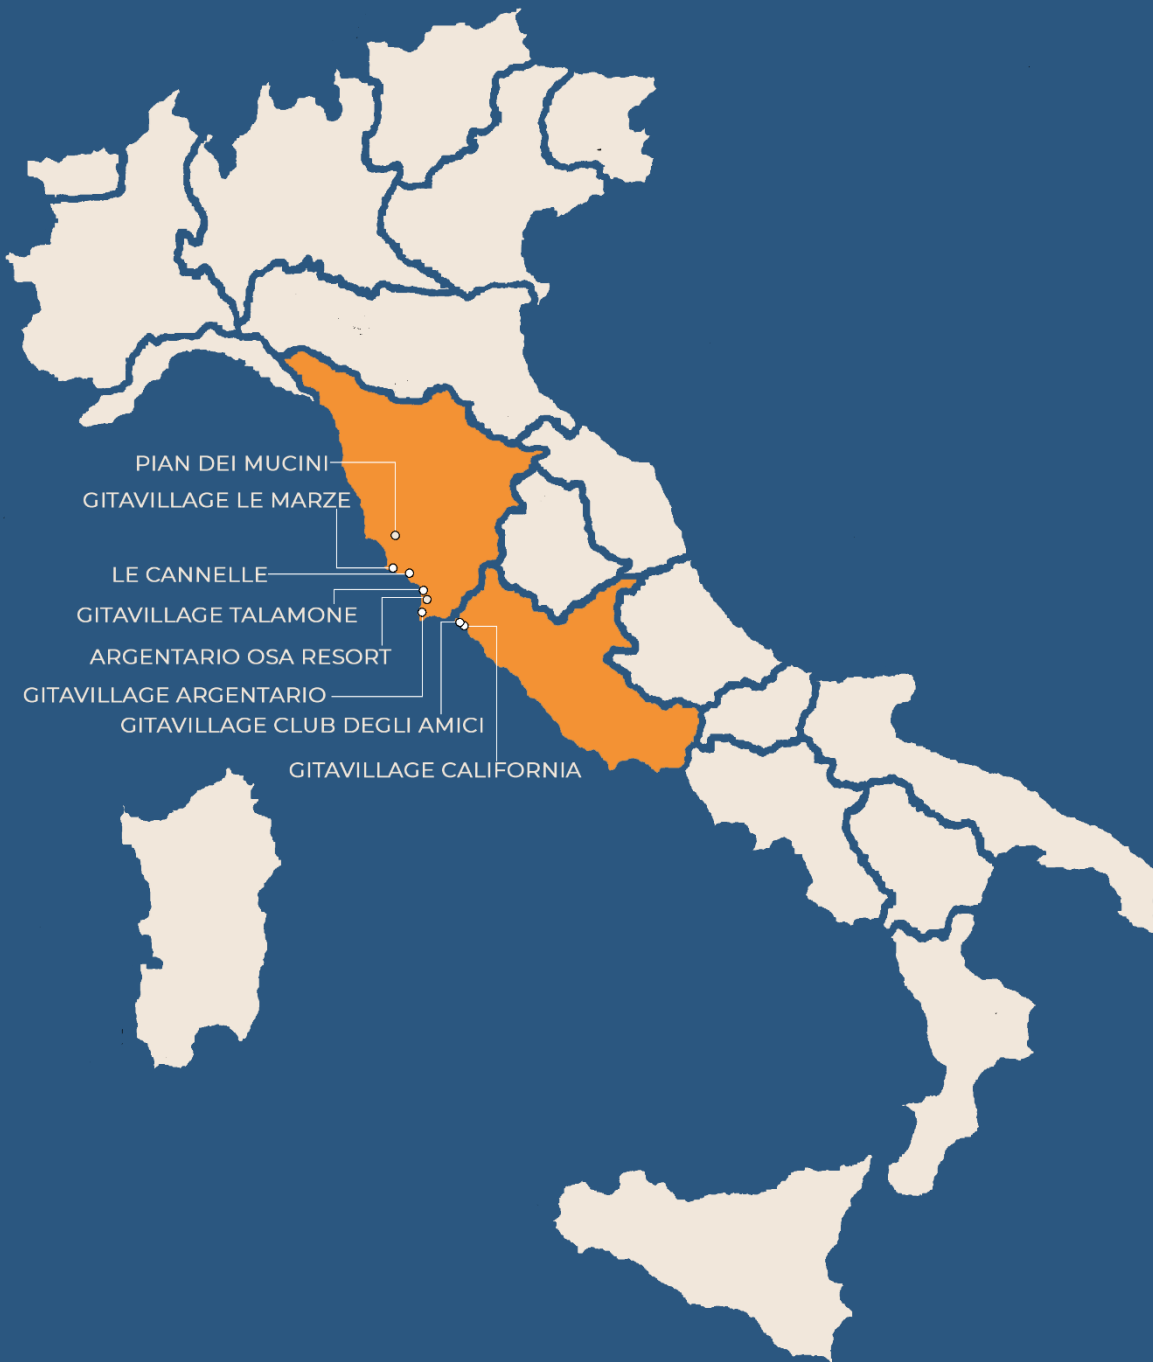 PIAN DEI MUCINI
GITAVILLAGE LE MARZE
LE CANNELLE
GITAVILLAGE TALAMONE
ARGENTARIO OSA RESORT
GITAVILLAGE ARGENTARIO
GITAVILLAGE CLUB DEGLI AMICI
GITAVILLAGE CALIFORNIA